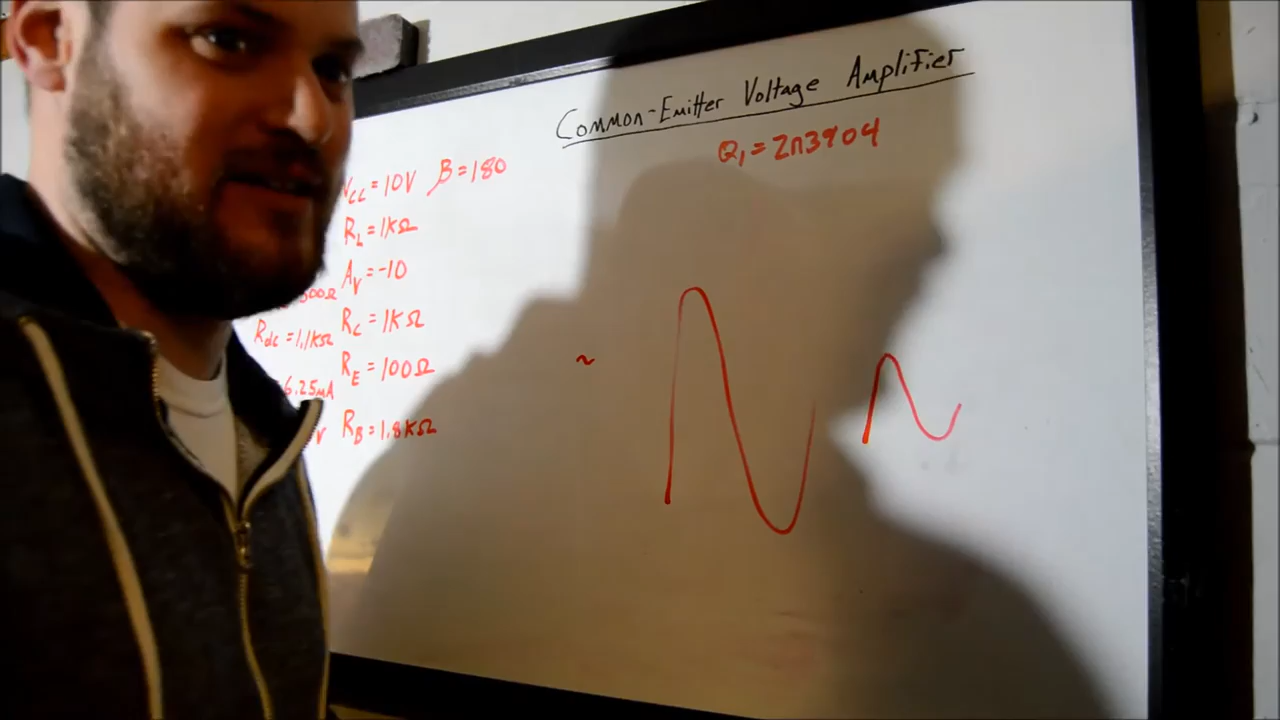 Common-Emitter Voltage Amplifier
Q₁ = 2n3904
V_CC = 10V β = 180
R_L = 1kΩ
A_V = -10
R_C = 1kΩ
R_dc = 1.1kΩ
R_E = 100Ω
6.25mA
R_B = 1.8kΩ
~